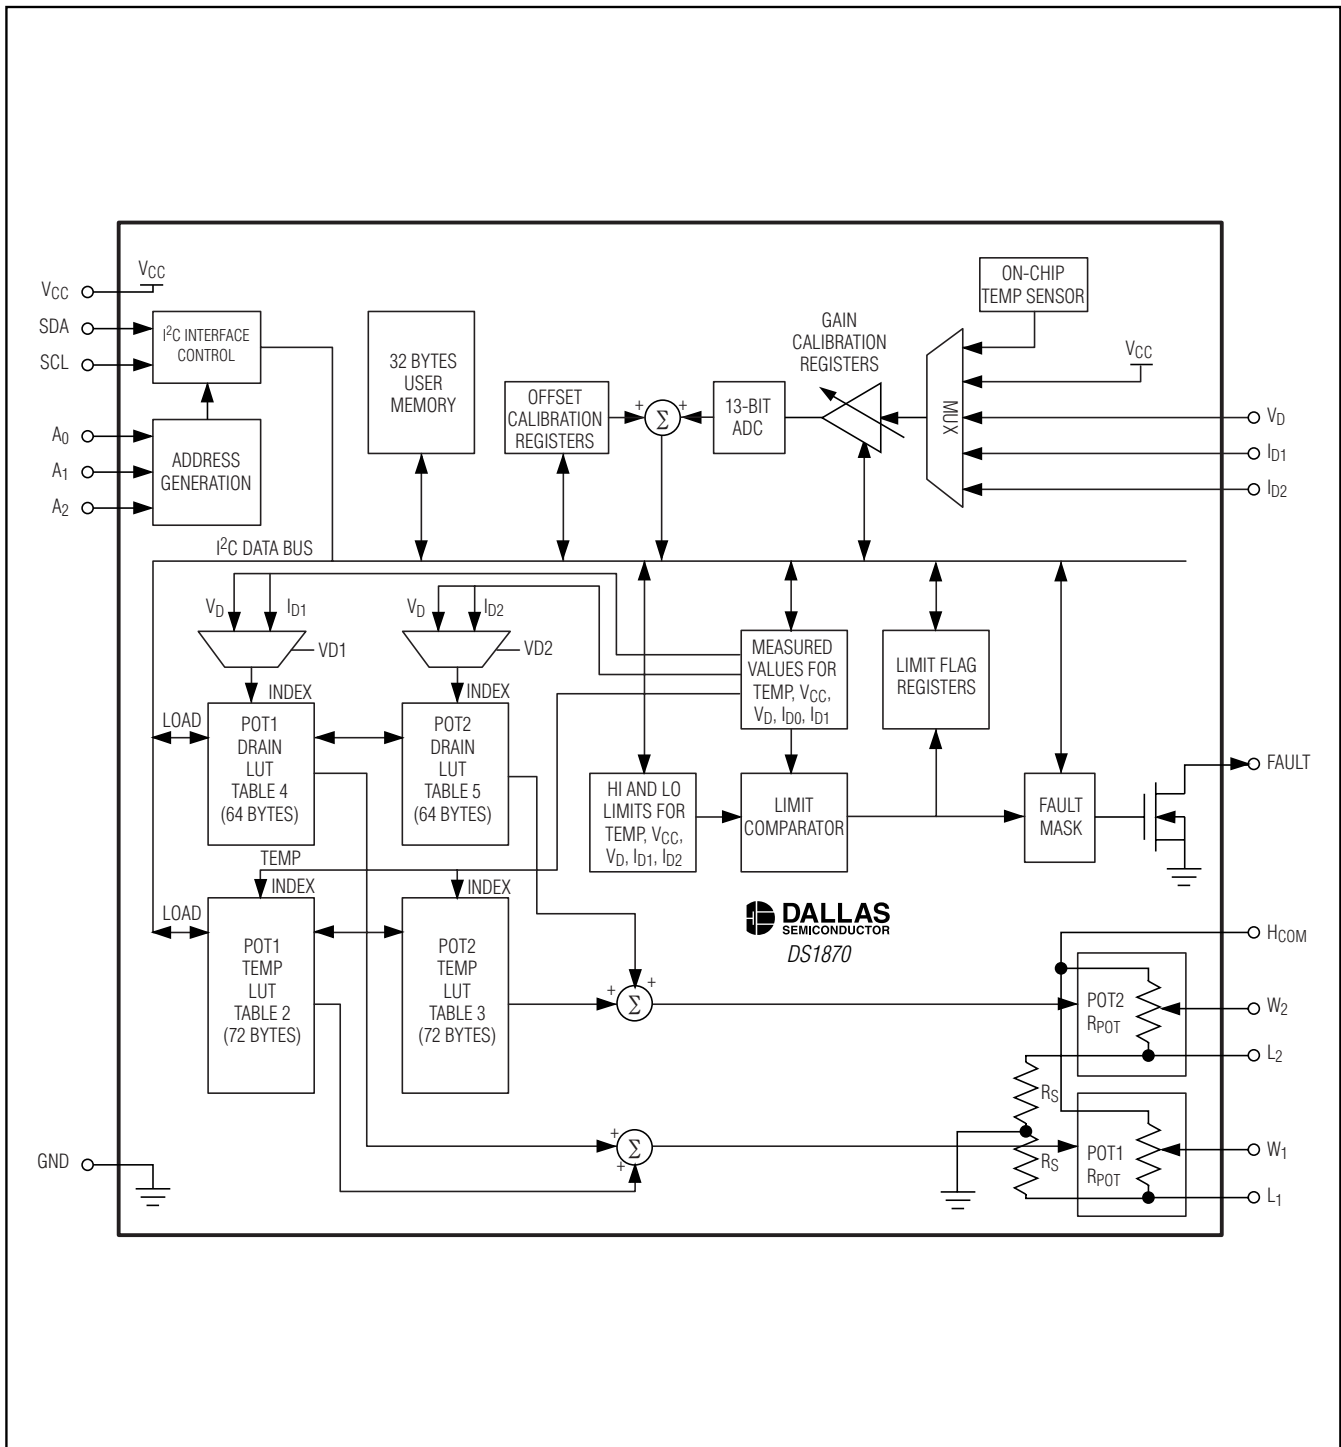 ON-CHIP
TEMP SENSOR
VCC
VCC
SDA
SCL
I²C INTERFACE
CONTROL
32 BYTES
USER
MEMORY
GAIN
CALIBRATION
REGISTERS
VCC
OFFSET
CALIBRATION
REGISTERS
+
Σ
+
13-BIT
ADC
MUX
VD
ID1
ID2
A0
A1
A2
ADDRESS
GENERATION
I²C DATA BUS
VD
ID1
VD1
VD
ID2
VD2
MEASURED
VALUES FOR
TEMP, VCC,
VD, ID0, ID1
LIMIT FLAG
REGISTERS
INDEX
INDEX
LOAD
POT1
DRAIN
LUT
TABLE 4
(64 BYTES)
POT2
DRAIN
LUT
TABLE 5
(64 BYTES)
HI AND LO
LIMITS FOR
TEMP, VCC,
VD, ID1, ID2
LIMIT
COMPARATOR
FAULT
MASK
FAULT
TEMP
INDEX
INDEX
LOAD
POT1
TEMP
LUT
TABLE 2
(72 BYTES)
POT2
TEMP
LUT
TABLE 3
(72 BYTES)
DALLAS
SEMICONDUCTOR
DS1870
+
+
Σ
HCOM
POT2
RPOT
W2
L2
RS
RS
+
+
Σ
POT1
RPOT
W1
L1
GND